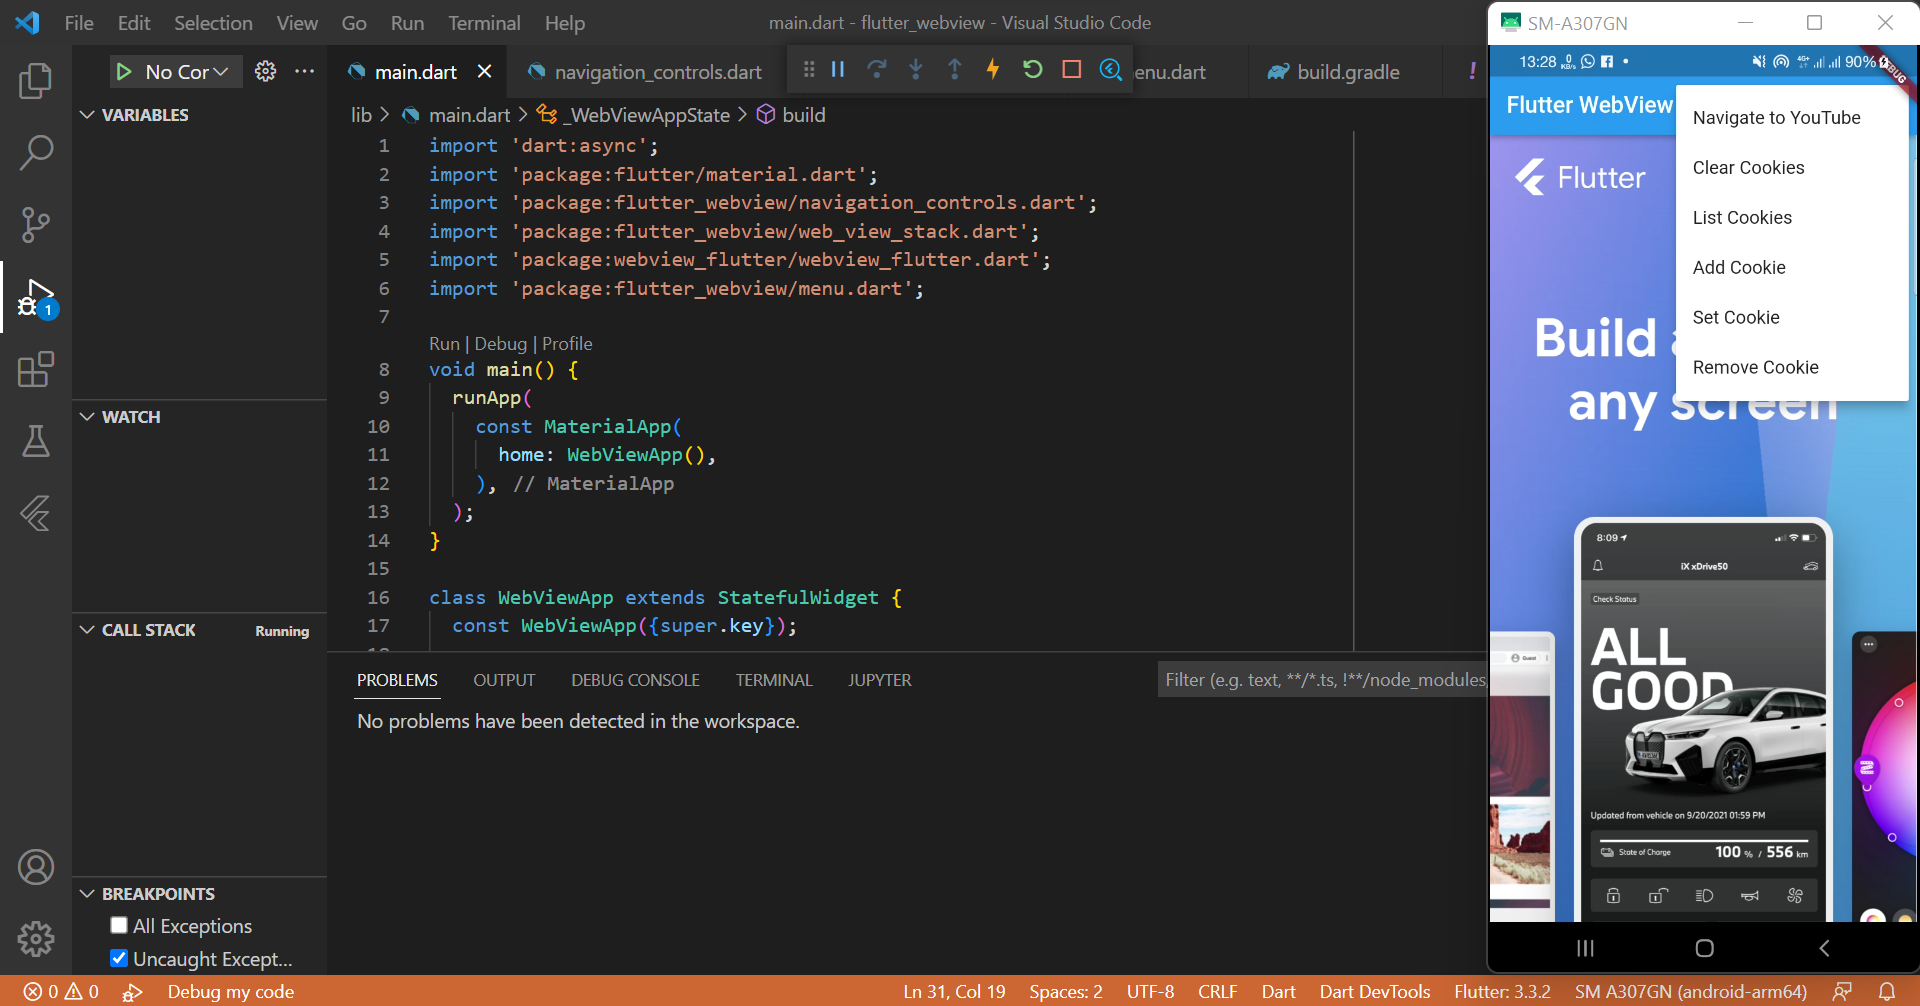 File Edit Selection View Go Run Terminal Help
main.dart - flutter_webview - Visual Studio Code
No Cor
main.dart
navigation_controls.dart
enu.dart
build.gradle
!
lib > main.dart > _WebViewAppState > build
VARIABLES
WATCH
CALL STACK
Running
BREAKPOINTS
All Exceptions
Uncaught Except...
1
1 import 'dart:async';
2 import 'package:flutter/material.dart';
3 import 'package:flutter_webview/navigation_controls.dart';
4 import 'package:flutter_webview/web_view_stack.dart';
5 import 'package:webview_flutter/webview_flutter.dart';
6 import 'package:flutter_webview/menu.dart';
7
Run | Debug | Profile
8 void main() {
9 runApp(
10 const MaterialApp(
11 home: WebViewApp(),
12 ), // MaterialApp
13 );
14 }
15
16 class WebViewApp extends StatefulWidget {
17 const WebViewApp({super.key});
PROBLEMS OUTPUT DEBUG CONSOLE TERMINAL JUPYTER
Filter (e.g. text, **/*.ts, !**/node_modules,
No problems have been detected in the workspace.
0 0
Debug my code
Ln 31, Col 19 Spaces: 2 UTF-8 CRLF Dart Dart DevTools Flutter: 3.3.2 SM A307GN (android-arm64)
SM-A307GN
13:28 0 KB/s 4G+ 90%
DEBUG
Flutter WebView
Navigate to YouTube
Clear Cookies
List Cookies
Add Cookie
Set Cookie
Remove Cookie
Flutter
Build
any screen
8:09
iX xDrive50
Check Status
ALL
GOOD
Guest
Updated from vehicle on 9/20/2021 01:59 PM
State of Charge 100 % / 556 km